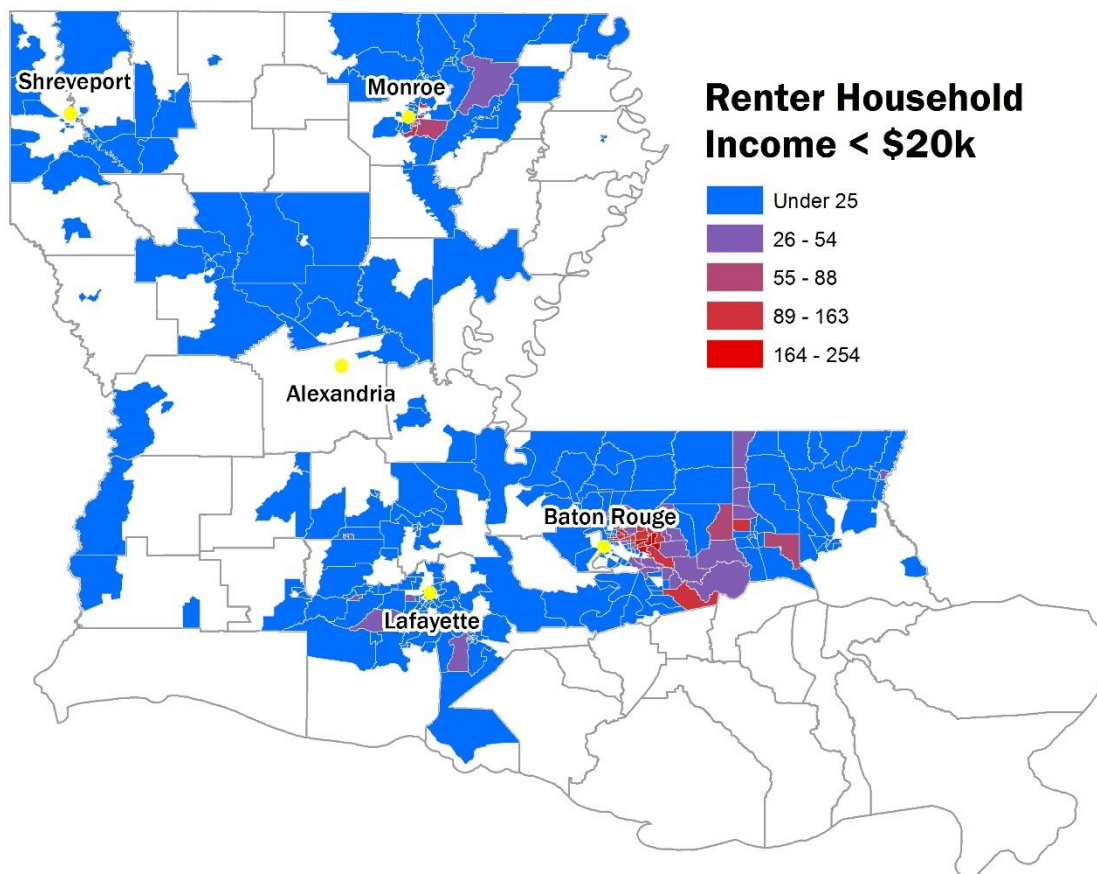 Shreveport
Monroe
Renter Household
Income < $20k
Under 25
26 - 54
55 - 88
89 - 163
164 - 254
Alexandria
Baton Rouge
Lafayette